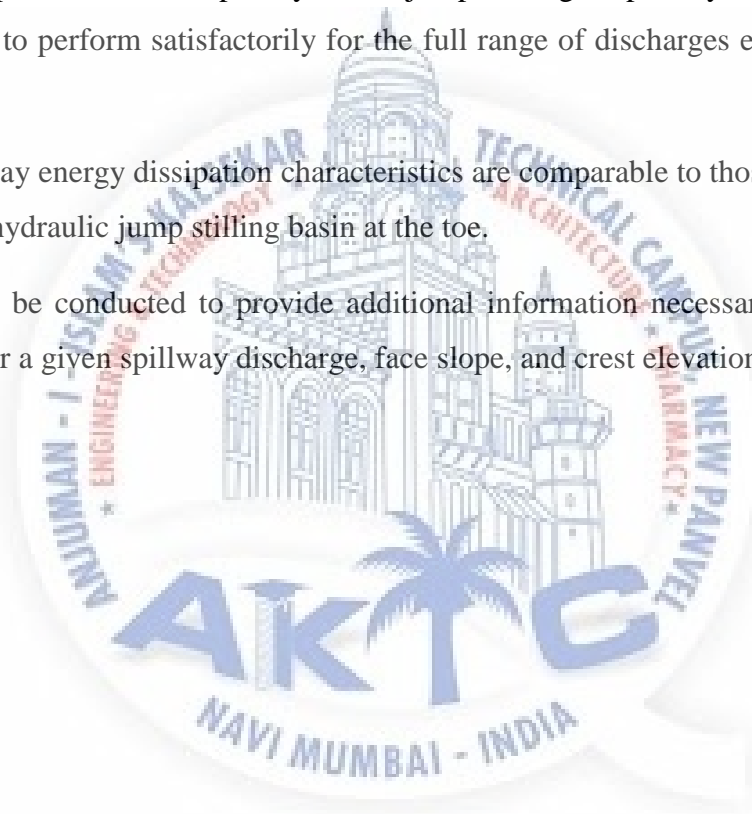 to perform satisfactorily for the full range of discharges e
ay energy dissipation characteristics are comparable to tho
hydraulic jump stilling basin at the toe.
be conducted to provide additional information necessar
r a given spillway discharge, face slope, and crest elevation
ANJUMAN - I - ISLAM'S KALSEKAR TECHNICAL CAMPUS, NEW PANVEL
* ENGINEERING & TECHNOLOGY * ARCHITECTURE * PHARMACY *
AKTC
NAVI MUMBAI - INDIA